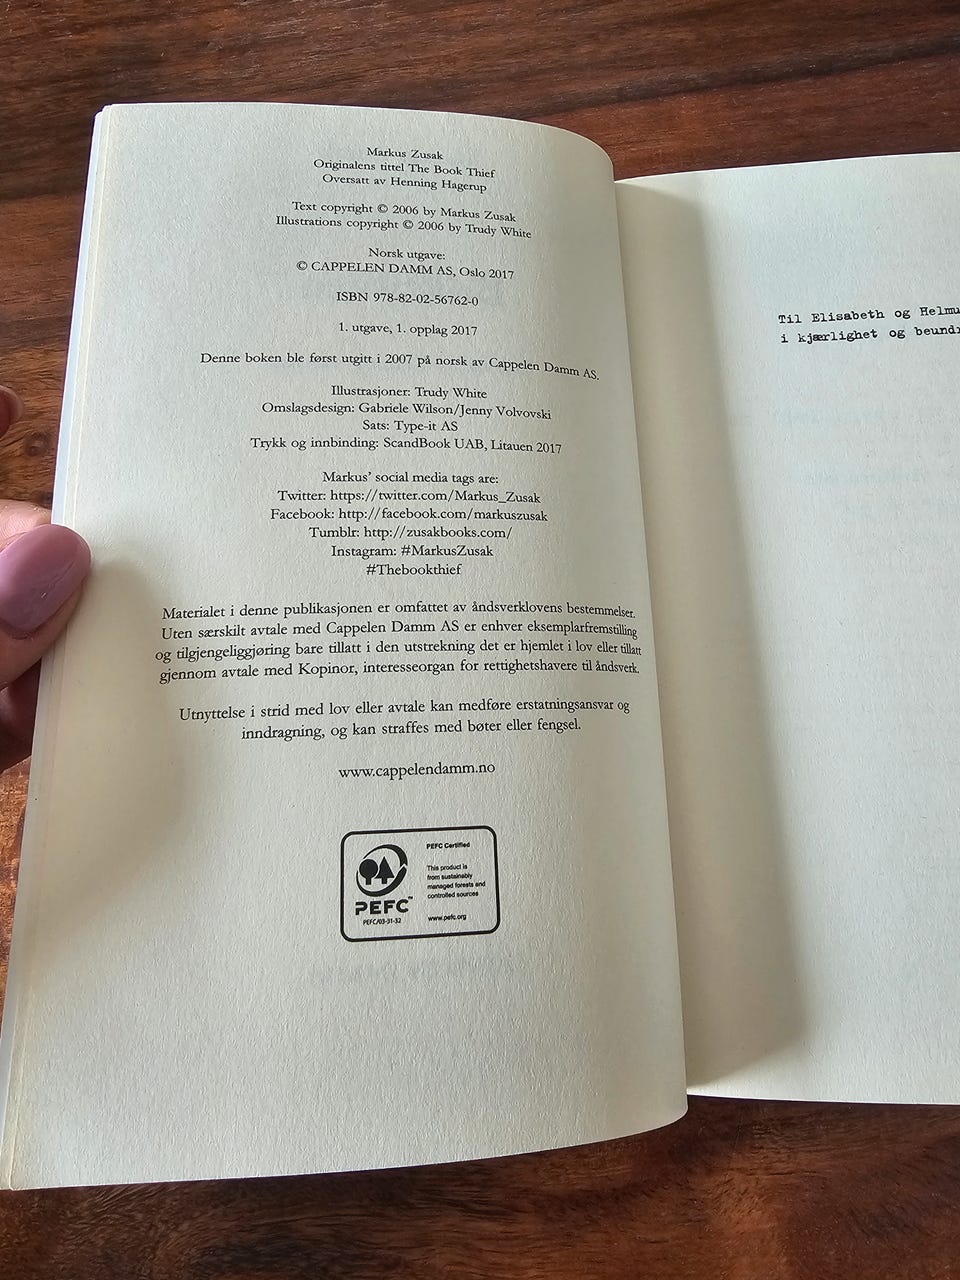 Markus Zusak
Originalens tittel The Book Thief
Oversatt av Henning Hagerup
Text copyright © 2006 by Markus Zusak
Illustrations copyright © 2006 by Trudy White
Norsk utgave:
© CAPPELEN DAMM AS, Oslo 2017
ISBN 978-82-02-56762-0
1. utgave, 1. opplag 2017
Denne boken ble først utgitt i 2007 på norsk av Cappelen Damm AS.
Illustrasjoner: Trudy White
Omslagsdesign: Gabriele Wilson/Jenny Volvovski
Sats: Type-it AS
Trykk og innbinding: ScandBook UAB, Litauen 2017
Markus’ social media tags are:
Twitter: https://twitter.com/Markus_Zusak
Facebook: http://facebook.com/markuszusak
Tumblr: http://zusakbooks.com/
Instagram: #MarkusZusak
#Thebookthief
Materialet i denne publikasjonen er omfattet av åndsverklovens bestemmelser.
Uten særskilt avtale med Cappelen Damm AS er enhver eksemplarfremstilling
og tilgjengeliggjøring bare tillatt i den utstrekning det er hjemlet i lov eller tillatt
gjennom avtale med Kopinor, interesseorgan for rettighetshavere til åndsverk.
Utnyttelse i strid med lov eller avtale kan medføre erstatningsansvar og
inndragning, og kan straffes med bøter eller fengsel.
www.cappelendamm.no
PEFC™
PEFC/03-31-32
PEFC Certified
This product is
from sustainably
managed forests and
controlled sources
www.pefc.org
Til Elisabeth og Helmu
i kjærlighet og beund